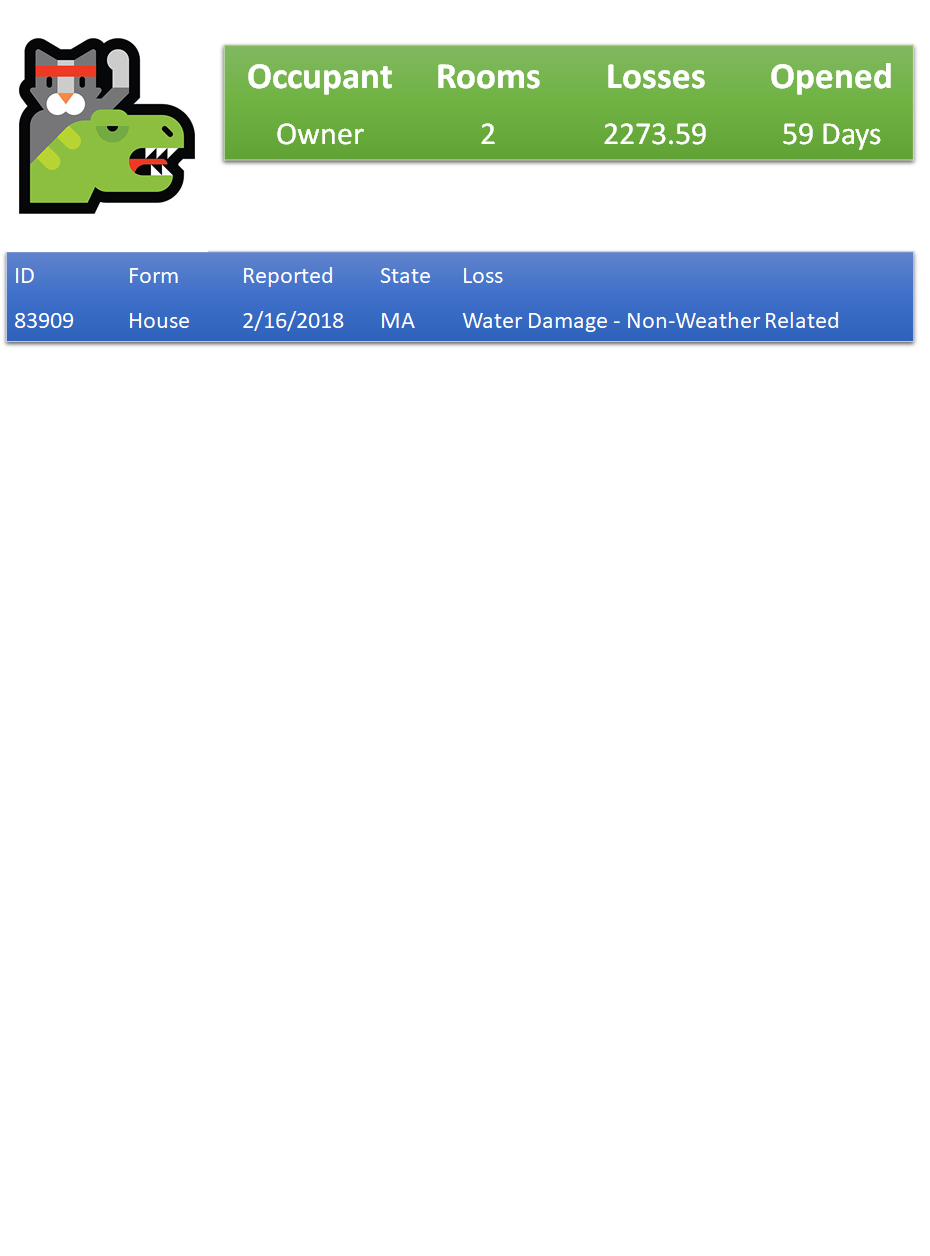 Occupant Rooms Losses Opened
Owner 2 2273.59 59 Days
ID Form Reported State Loss
83909 House 2/16/2018 MA Water Damage - Non-Weather Related